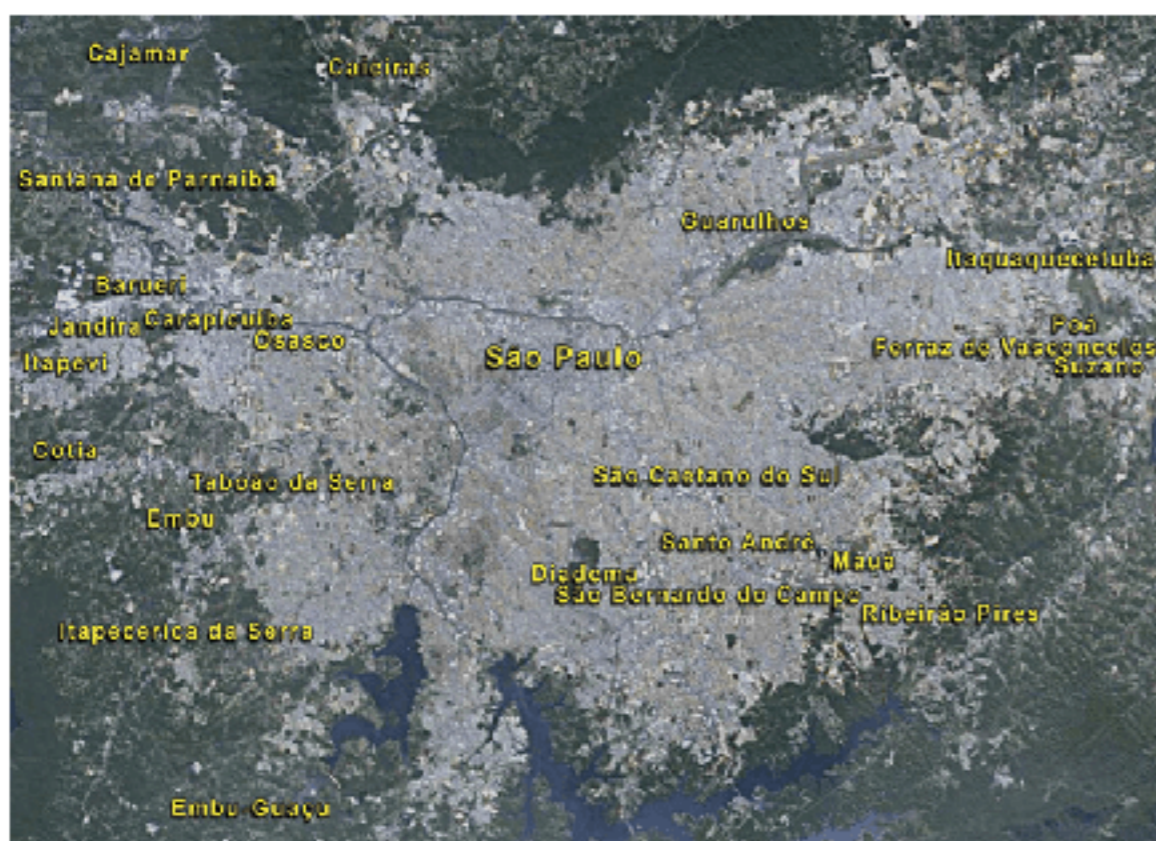 Cajamar
Caieiras
Santana de Parnaíba
Guarulhos
Itaquaquecetuba
Barueri
Jandira
Carapicuíba
Poá
Osasco
Ferraz de Vasconcelos
São Paulo
Itapevi
Suzano
Cotia
São Caetano do Sul
Taboão da Serra
Embu
Santo André
Mauá
Diadema
São Bernardo do Campo
Ribeirão Pires
Itapecerica da Serra
Embu-Guaçu